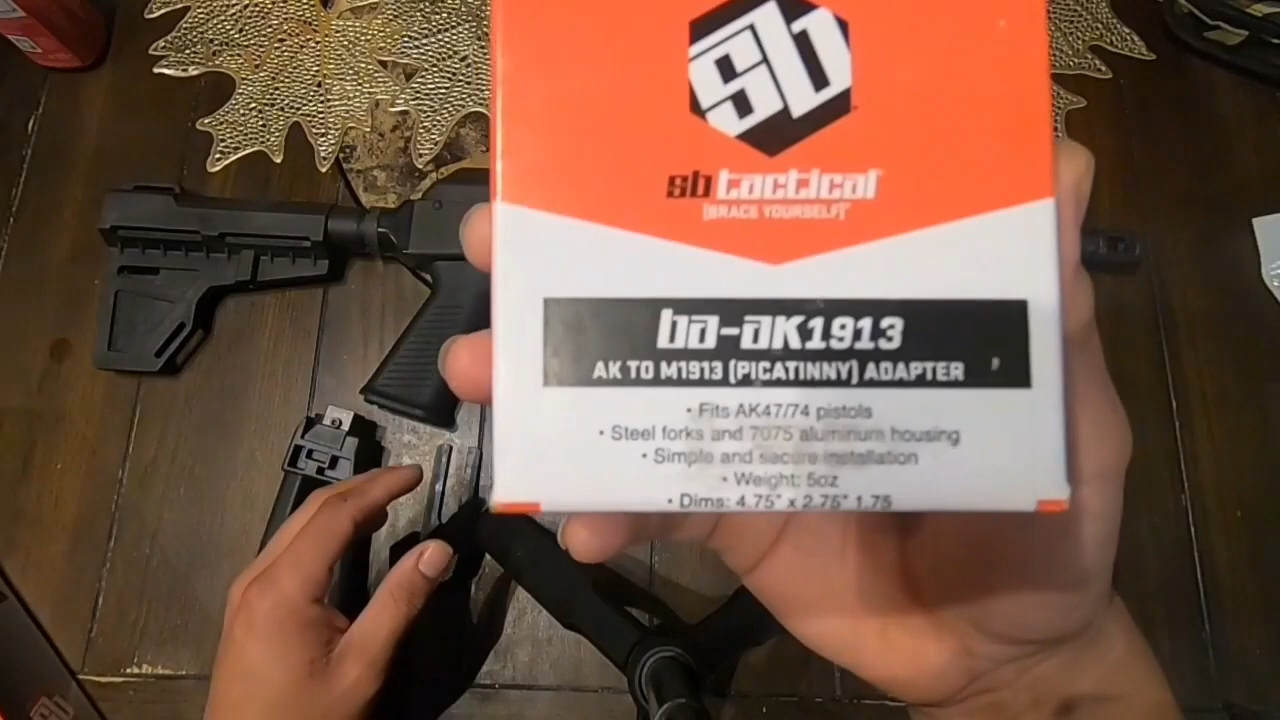 sb
sb tactical
[BRACE YOURSELF]
ba-aK1913
AK TO M1913 (PICATINNY) ADAPTER
• Fits AK47/74 pistols
• Steel forks and 7075 aluminum housing
• Simple and secure installation
• Weight: 5oz
• Dims: 4.75" x 2.75" 1.75
sb